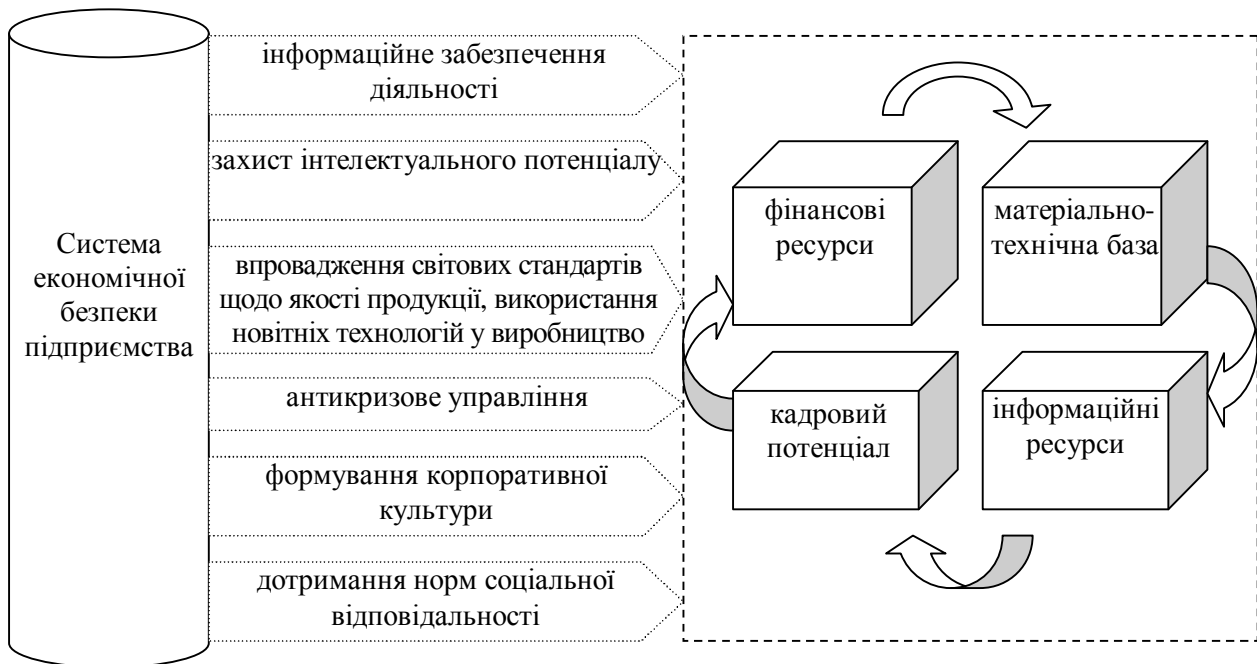 Система
економічної
безпеки
підприємства
інформаційне забезпечення
діяльності
захист інтелектуального потенціалу
впровадження світових стандартів
щодо якості продукції, використання
новітніх технологій у виробництво
антикризове управління
формування корпоративної
культури
дотримання норм соціальної
відповідальності
фінансові
ресурси
матеріально-
технічна база
кадровий
потенціал
інформаційні
ресурси